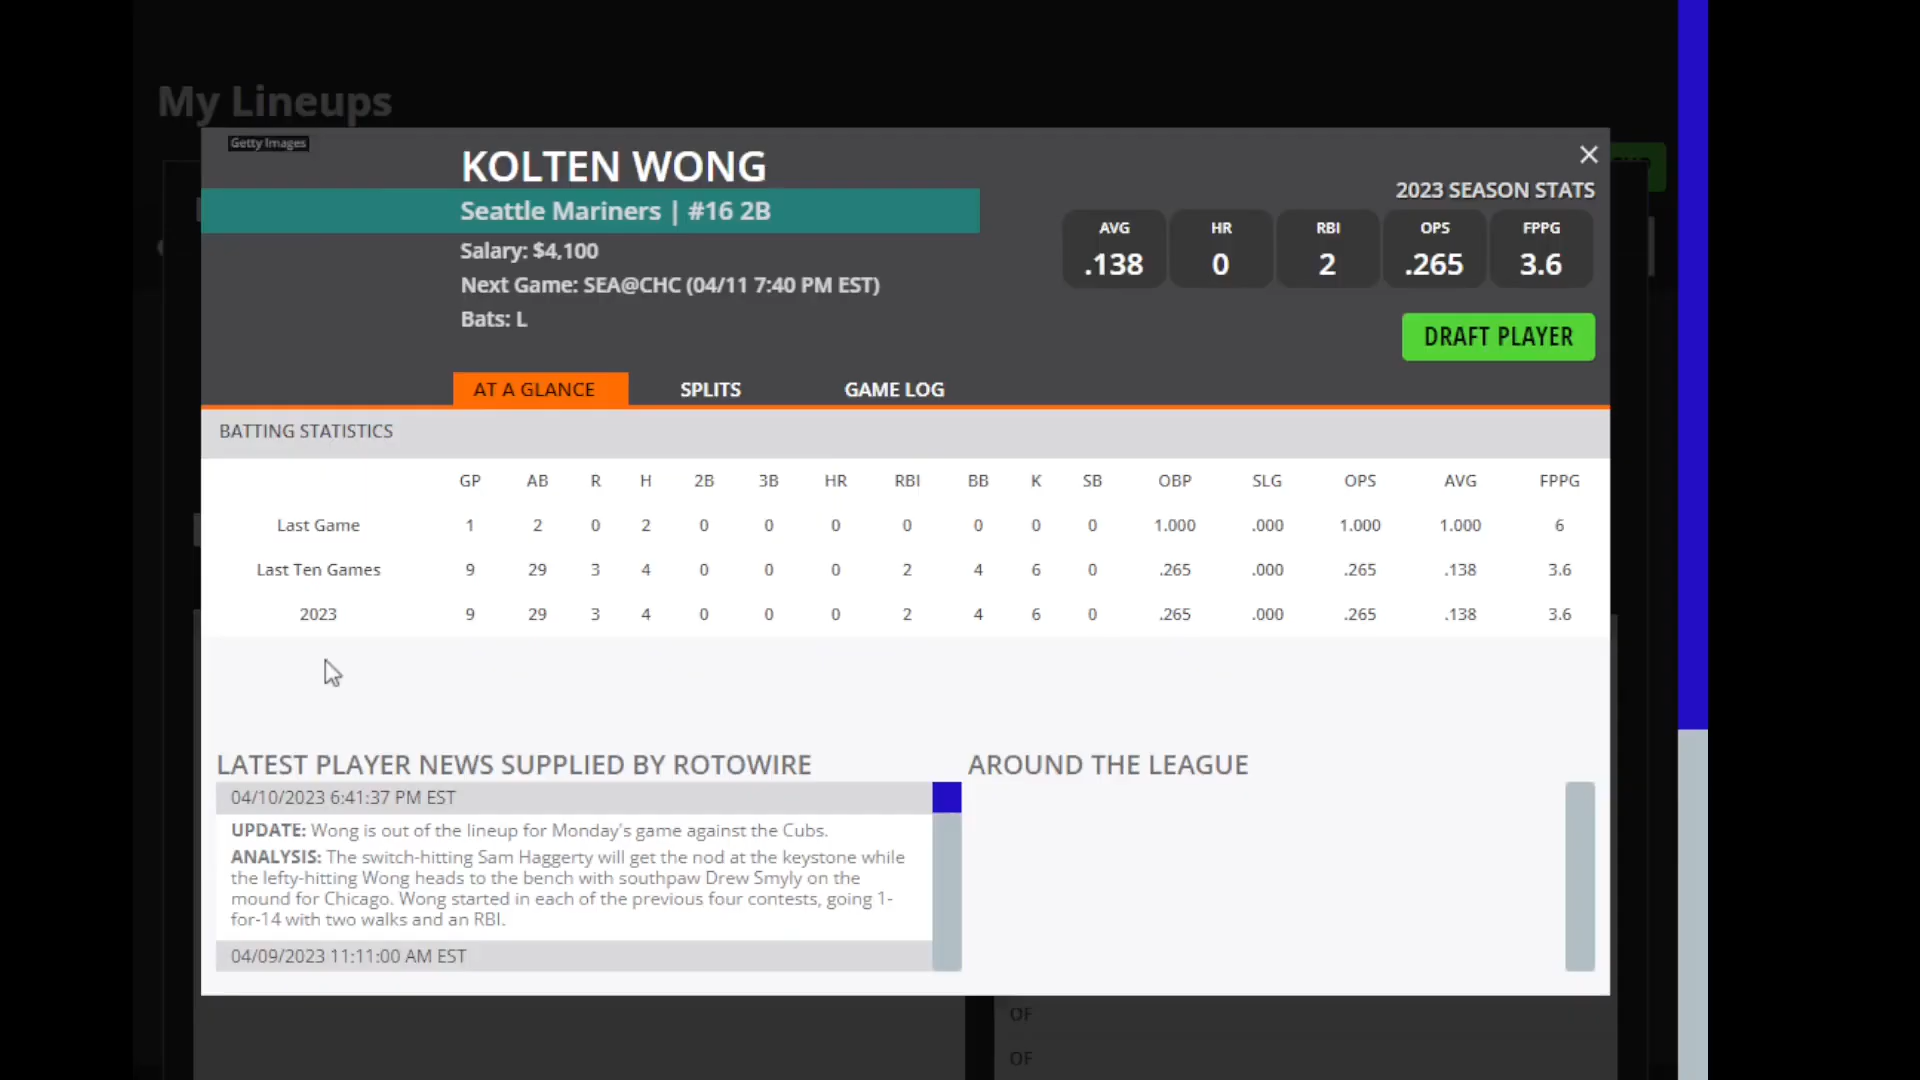 My Lineups
Getty Images
KOLTEN WONG
Seattle Mariners | #16 2B
Salary: $4,100
Next Game: SEA@CHC (04/11 7:40 PM EST)
Bats: L
2023 SEASON STATS
AVG HR RBI OPS FPPG
.138 0 2 .265 3.6
DRAFT PLAYER
AT A GLANCE SPLITS GAME LOG
BATTING STATISTICS
GP AB R H 2B 3B HR RBI BB K SB OBP SLG OPS AVG FPPG
Last Game 1 2 0 2 0 0 0 0 0 0 0 1.000 .000 1.000 1.000 6
Last Ten Games 9 29 3 4 0 0 0 2 4 6 0 .265 .000 .265 .138 3.6
2023 9 29 3 4 0 0 0 2 4 6 0 .265 .000 .265 .138 3.6
LATEST PLAYER NEWS SUPPLIED BY ROTOWIRE
04/10/2023 6:41:37 PM EST
UPDATE: Wong is out of the lineup for Monday's game against the Cubs.
ANALYSIS: The switch-hitting Sam Haggerty will get the nod at the keystone while
the lefty-hitting Wong heads to the bench with southpaw Drew Smyly on the
mound for Chicago. Wong started in each of the previous four contests, going 1-
for-14 with two walks and an RBI.
04/09/2023 11:11:00 AM EST
AROUND THE LEAGUE
OF
OF